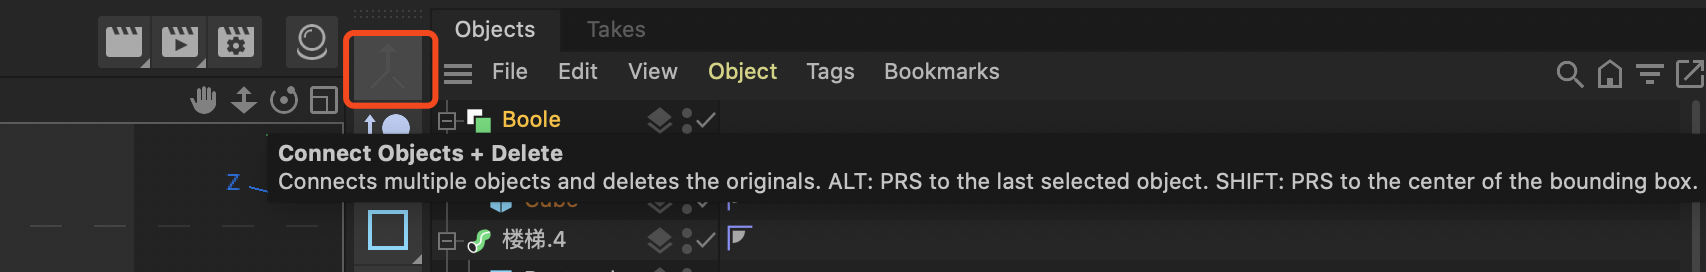 Objects
Takes
File
Edit
View
Object
Tags
Bookmarks
Boole
Connect Objects + Delete
Connects multiple objects and deletes the originals. ALT: PRS to the last selected object. SHIFT: PRS to the center of the bounding box.
Z
Cube
楼梯.4